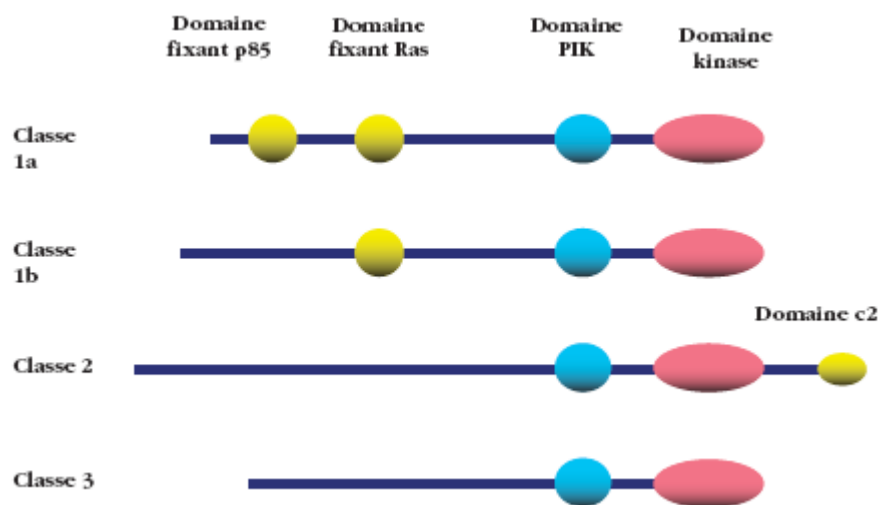 Domaine
fixant p85
Domaine
fixant Ras
Domaine
PIK
Domaine
kinase
Classe
1a
Classe
1b
Domaine c2
Classe 2
Classe 3